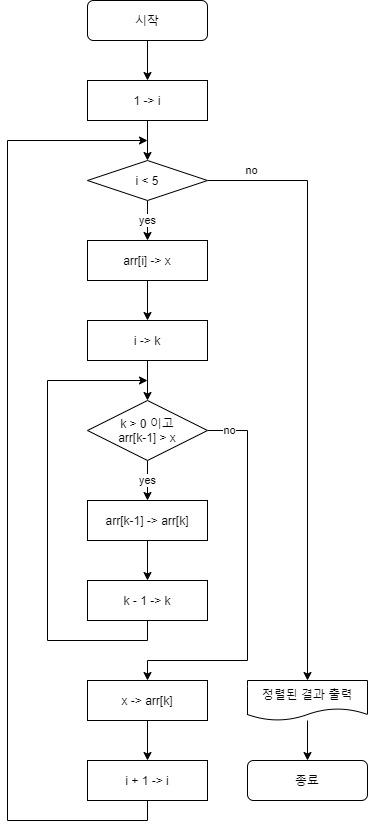 시작
1 -> i
i < 5
no
yes
arr[i] -> x
i -> k
k > 0 이고
arr[k-1] > x
no
yes
arr[k-1] -> arr[k]
k - 1 -> k
x -> arr[k]
정렬된 결과 출력
i + 1 -> i
종료